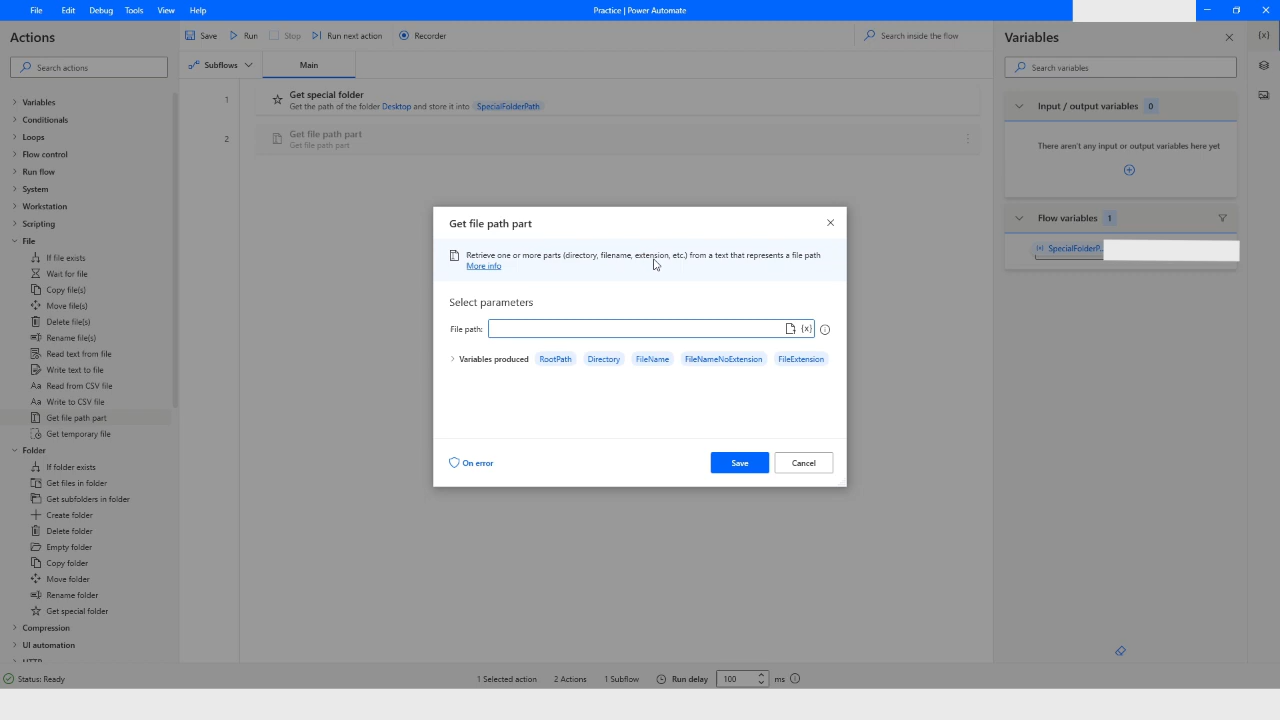 File Edit Debug Tools View Help
Practice | Power Automate
Actions
Search actions
Variables
Conditionals
Loops
Flow control
Run flow
System
Workstation
Scripting
File
If file exists
Wait for file
Copy file(s)
Move file(s)
Delete file(s)
Rename file(s)
Read text from file
Write text to file
Aa Read from CSV file
Aa Write to CSV file
Get file path part
Get temporary file
Folder
If folder exists
Get files in folder
Get subfolders in folder
Create folder
Delete folder
Empty folder
Copy folder
Move folder
Rename folder
Get special folder
Compression
UI automation
HTTP
Save Run Stop Run next action Recorder
Search inside the flow
Subflows Main
1 Get special folder
Get the path of the folder Desktop and store it into SpecialFolderPath
2 Get file path part
Get file path part
Get file path part
Retrieve one or more parts (directory, filename, extension, etc.) from a text that represents a file path
More info
Select parameters
File path: {x}
Variables produced RootPath Directory FileName FileNameNoExtension FileExtension
On error Save Cancel
Variables
{x}
Search variables
Input / output variables 0
There aren't any input or output variables here yet
Flow variables 1
(x) SpecialFolderP...
Status: Ready 1 Selected action 2 Actions 1 Subflow Run delay 100 ms